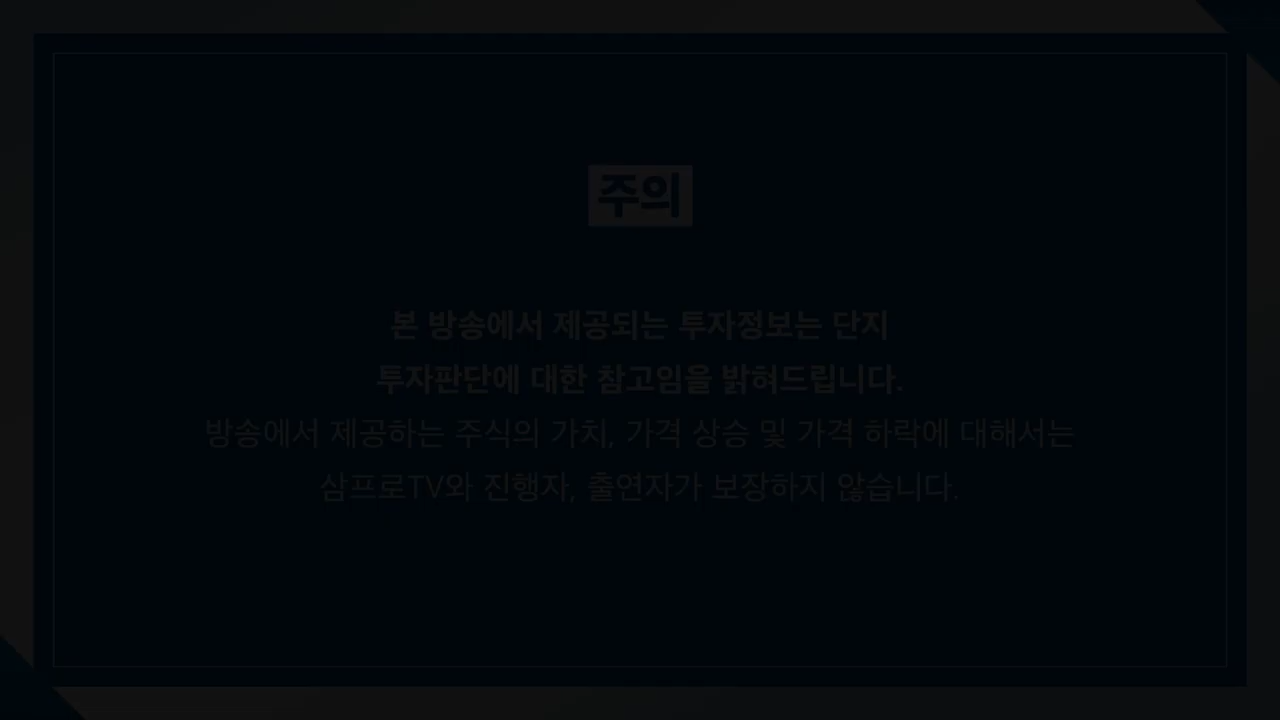 주의
본 방송에서 제공되는 투자정보는 단지
투자판단에 대한 참고임을 밝혀드립니다.
방송에서 제공하는 주식의 가치, 가격 상승 및 가격 하락에 대해서는
삼프로TV와 진행자, 출연자가 보장하지 않습니다.